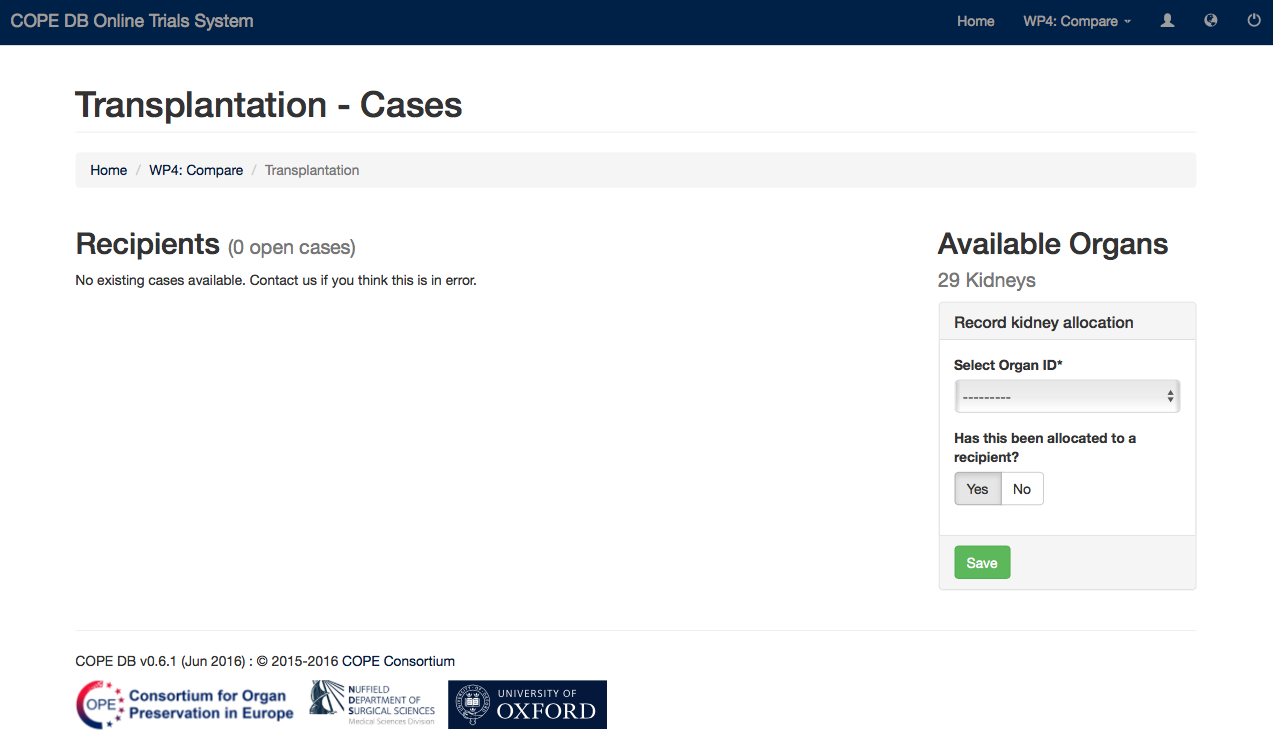 COPE DB Online Trials System
Home
WP4: Compare
Transplantation - Cases
Home / WP4: Compare / Transplantation
Recipients (0 open cases)
No existing cases available. Contact us if you think this is in error.
Available Organs
29 Kidneys
Record kidney allocation
Select Organ ID*
---------
Has this been allocated to a
recipient?
Yes
No
Save
COPE DB v0.6.1 (Jun 2016) : © 2015-2016 COPE Consortium
COPE
Consortium for Organ
Preservation in Europe
NUFFIELD
DEPARTMENT OF
SURGICAL SCIENCES
Medical Sciences Division
UNIVERSITY OF
OXFORD